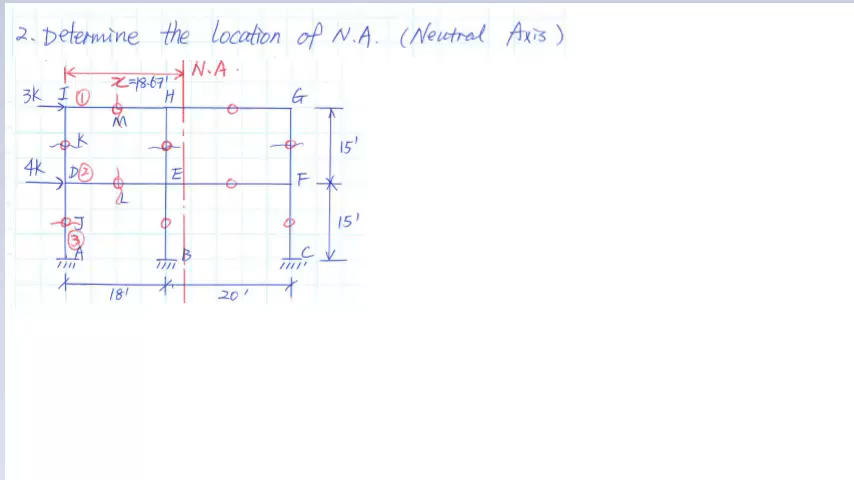 2. Determine the location of N.A. (Neutral Axis)
N.A.
x=18.67'
3K I ① H G
M
K 15'
4K D ② E F
L
J 15'
③
A B C
18' 20'